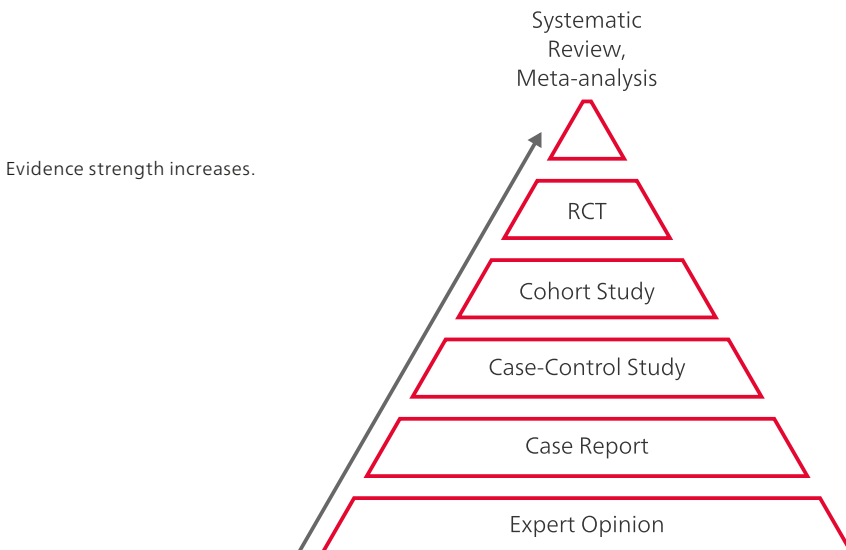 Systematic
Review,
Meta-analysis
Evidence strength increases.
RCT
Cohort Study
Case-Control Study
Case Report
Expert Opinion